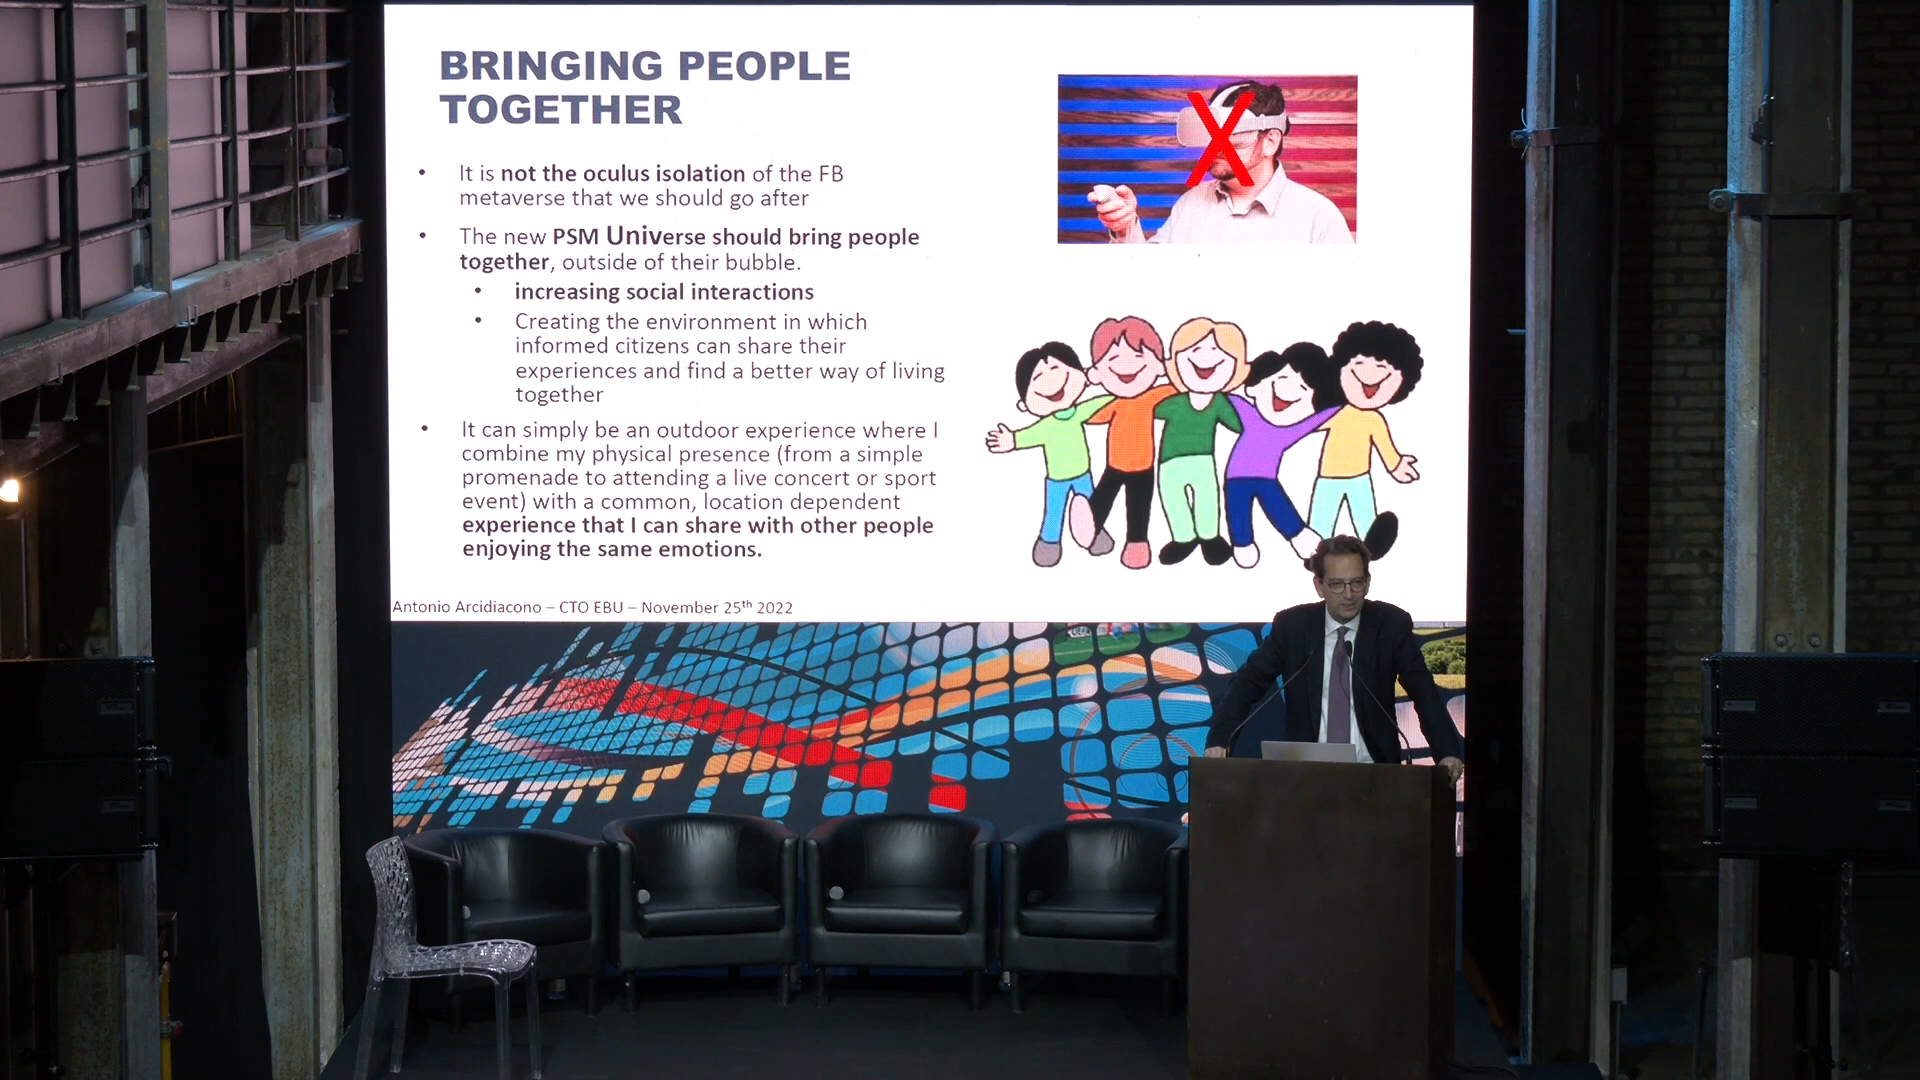 BRINGING PEOPLE
TOGETHER
• It is not the oculus isolation of the FB
metaverse that we should go after
• The new PSM Universe should bring people
together, outside of their bubble.
• increasing social interactions
• Creating the environment in which
informed citizens can share their
experiences and find a better way of living
together
• It can simply be an outdoor experience where I
combine my physical presence (from a simple
promenade to attending a live concert or sport
event) with a common, location dependent
experience that I can share with other people
enjoying the same emotions.
X
Antonio Arcidiacono – CTO EBU – November 25th 2022